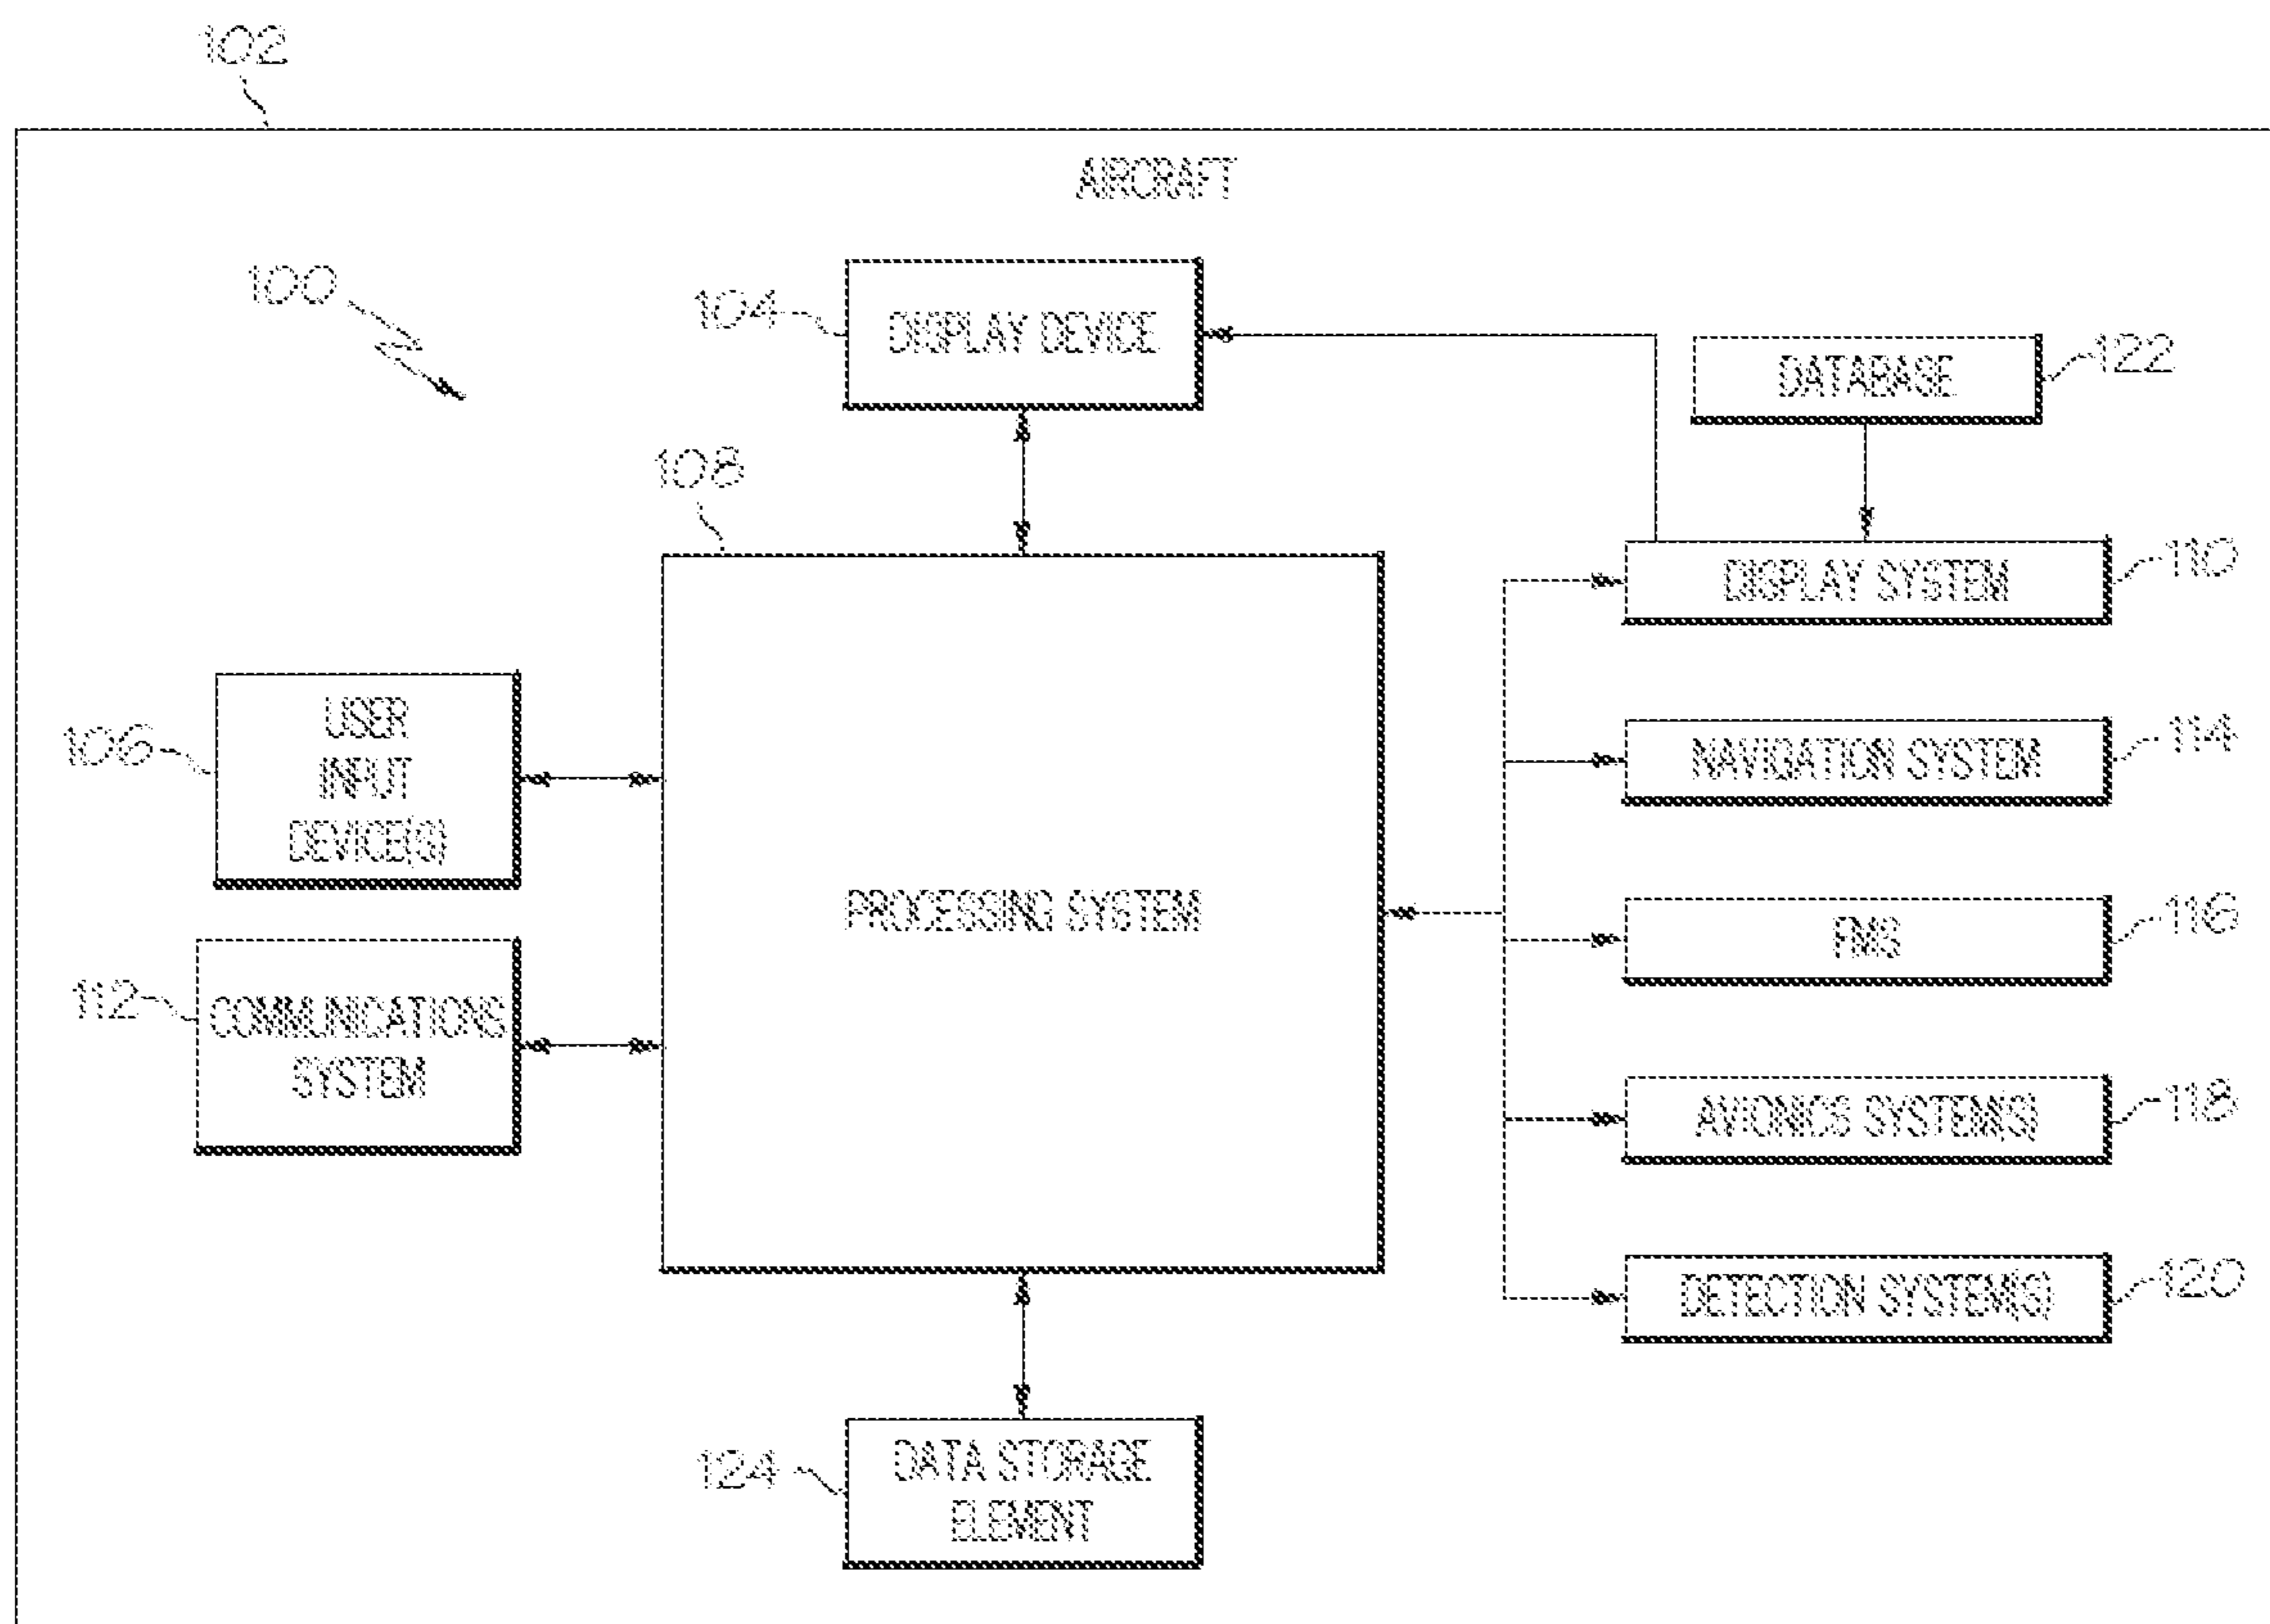 102
AIRCRAFT
100
104
DISPLAY DEVICE
DATABASE
122
108
DISPLAY SYSTEM
110
106
USER
INPUT
DEVICE(S)
NAVIGATION SYSTEM
114
PROCESSING SYSTEM
FMS
116
112
COMMUNICATIONS
SYSTEM
AVIONICS SYSTEM(S)
118
DETECTION SYSTEM(S)
120
124
DATA STORAGE
ELEMENT